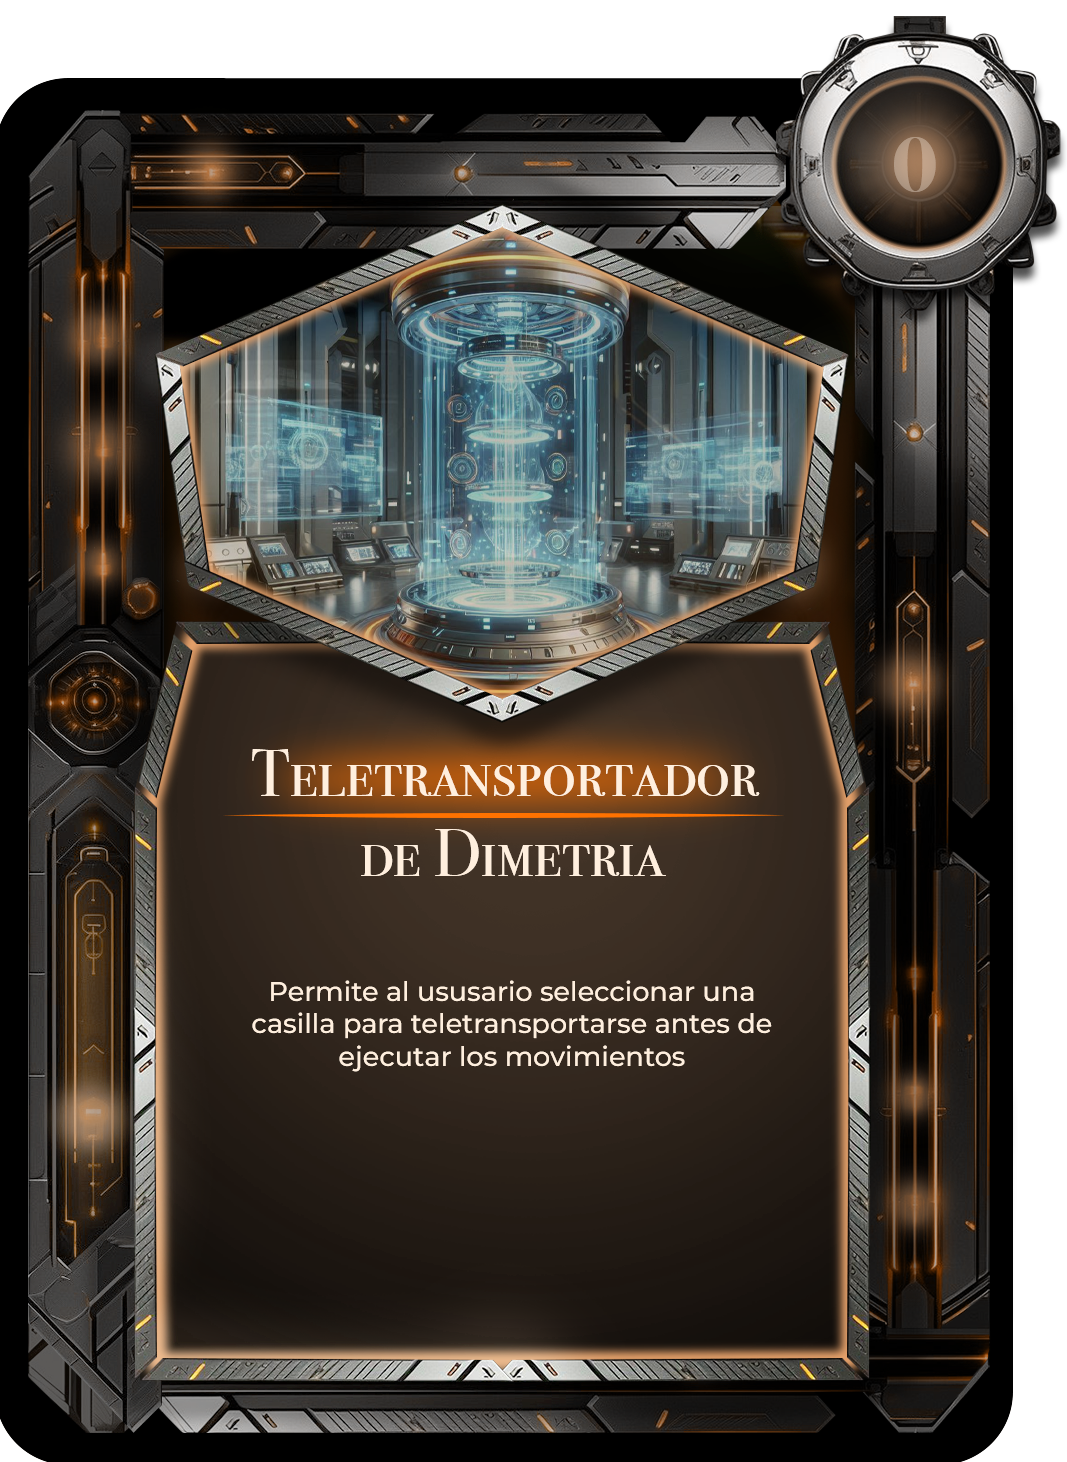 0
Teletransportador
de Dimetria
Permite al ususario seleccionar una
casilla para teletransportarse antes de
ejecutar los movimientos